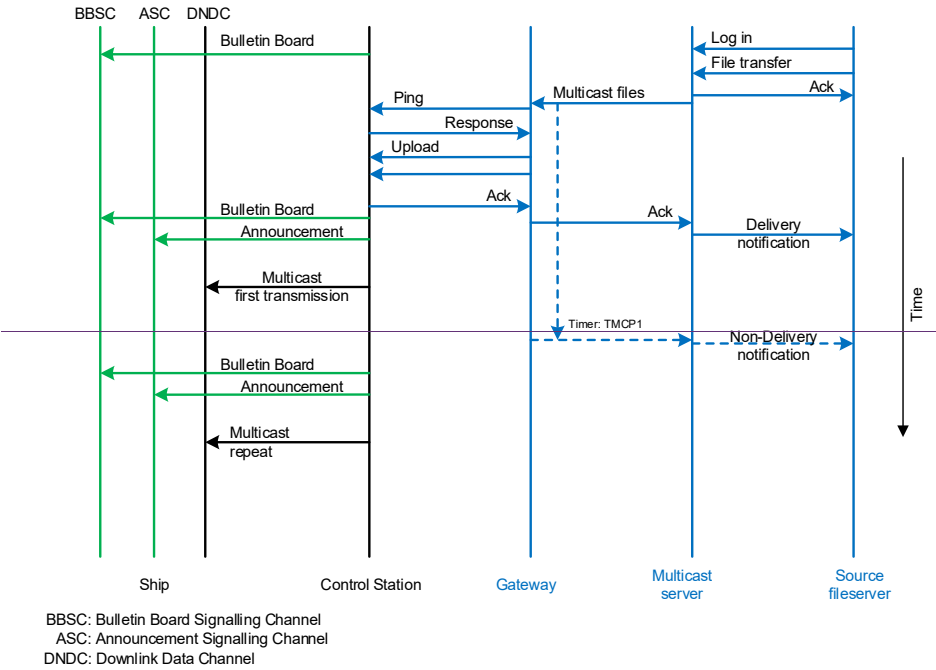 BBSC ASC DNDC
Bulletin Board
Log in
File transfer
Ack
Multicast files
Ping
Response
Upload
Ack
Bulletin Board
Ack
Announcement
Delivery
notification
Multicast
first transmission
Timer: TMCP1
Non-Delivery
notification
Bulletin Board
Announcement
Multicast
repeat
Time
Ship
Control Station
Gateway
Multicast
server
Source
fileserver
BBSC: Bulletin Board Signalling Channel
ASC: Announcement Signalling Channel
DNDC: Downlink Data Channel